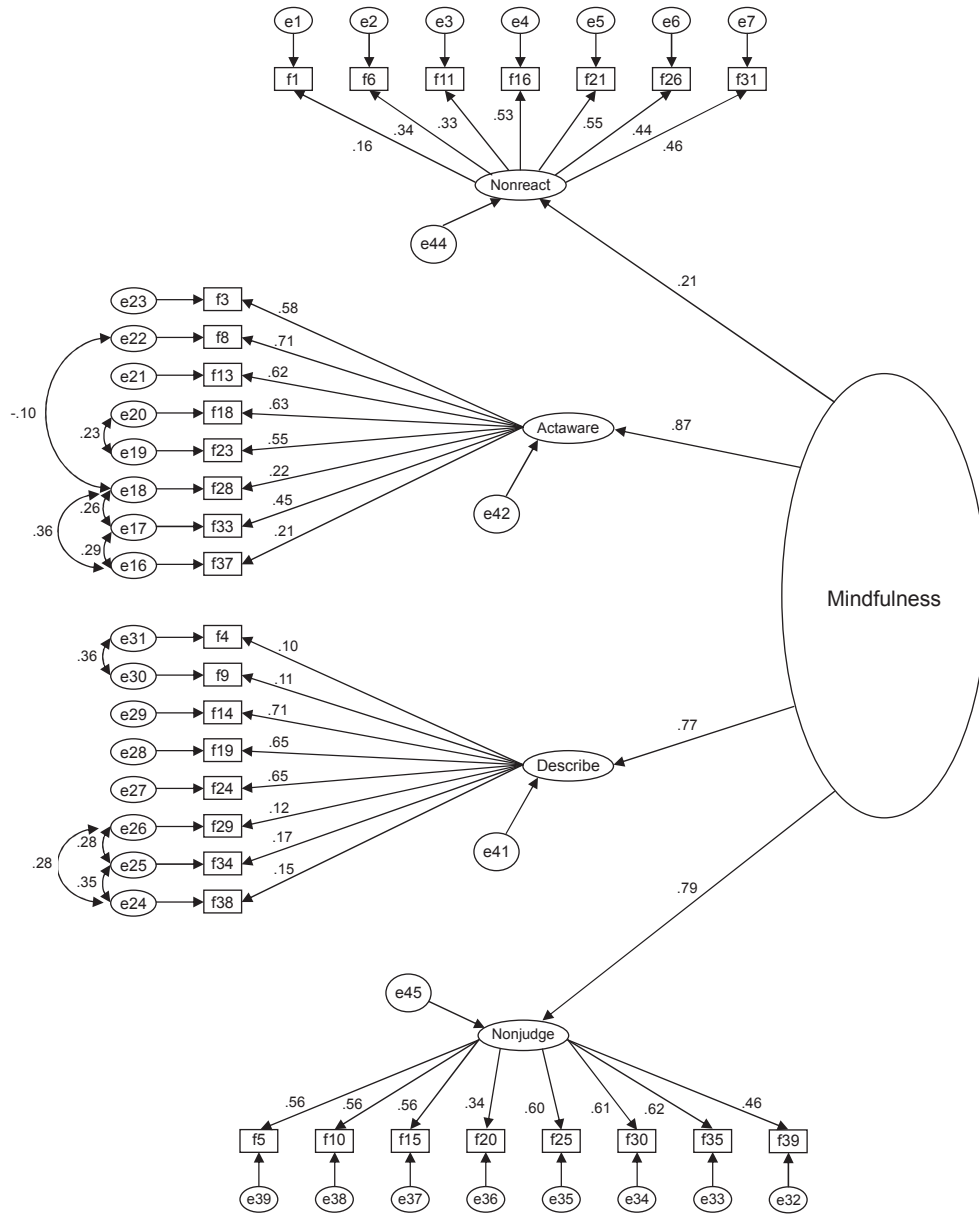 e1 e2 e3 e4 e5 e6 e7
f1 f6 f11 f16 f21 f26 f31
.16 .34 .33 .53 .55 .44 .46
Nonreact
e44
.21
e23 f3 .58
e22 f8 .71
e21 f13 .62
e20 f18 .63
e19 f23 .55
e18 f28 .22
e17 f33 .45
e16 f37 .21
-.10
.23
.26
.36
.29
Actaware
.87
e42
Mindfulness
e31 f4 .10
e30 f9 .11
e29 f14 .71
e28 f19 .65
e27 f24 .65
e26 f29 .12
e25 f34 .17
e24 f38 .15
.36
.28
.28
.35
Describe
.77
e41
.79
e45
Nonjudge
.56 .56 .56 .34 .60 .61 .62 .46
f5 f10 f15 f20 f25 f30 f35 f39
e39 e38 e37 e36 e35 e34 e33 e32